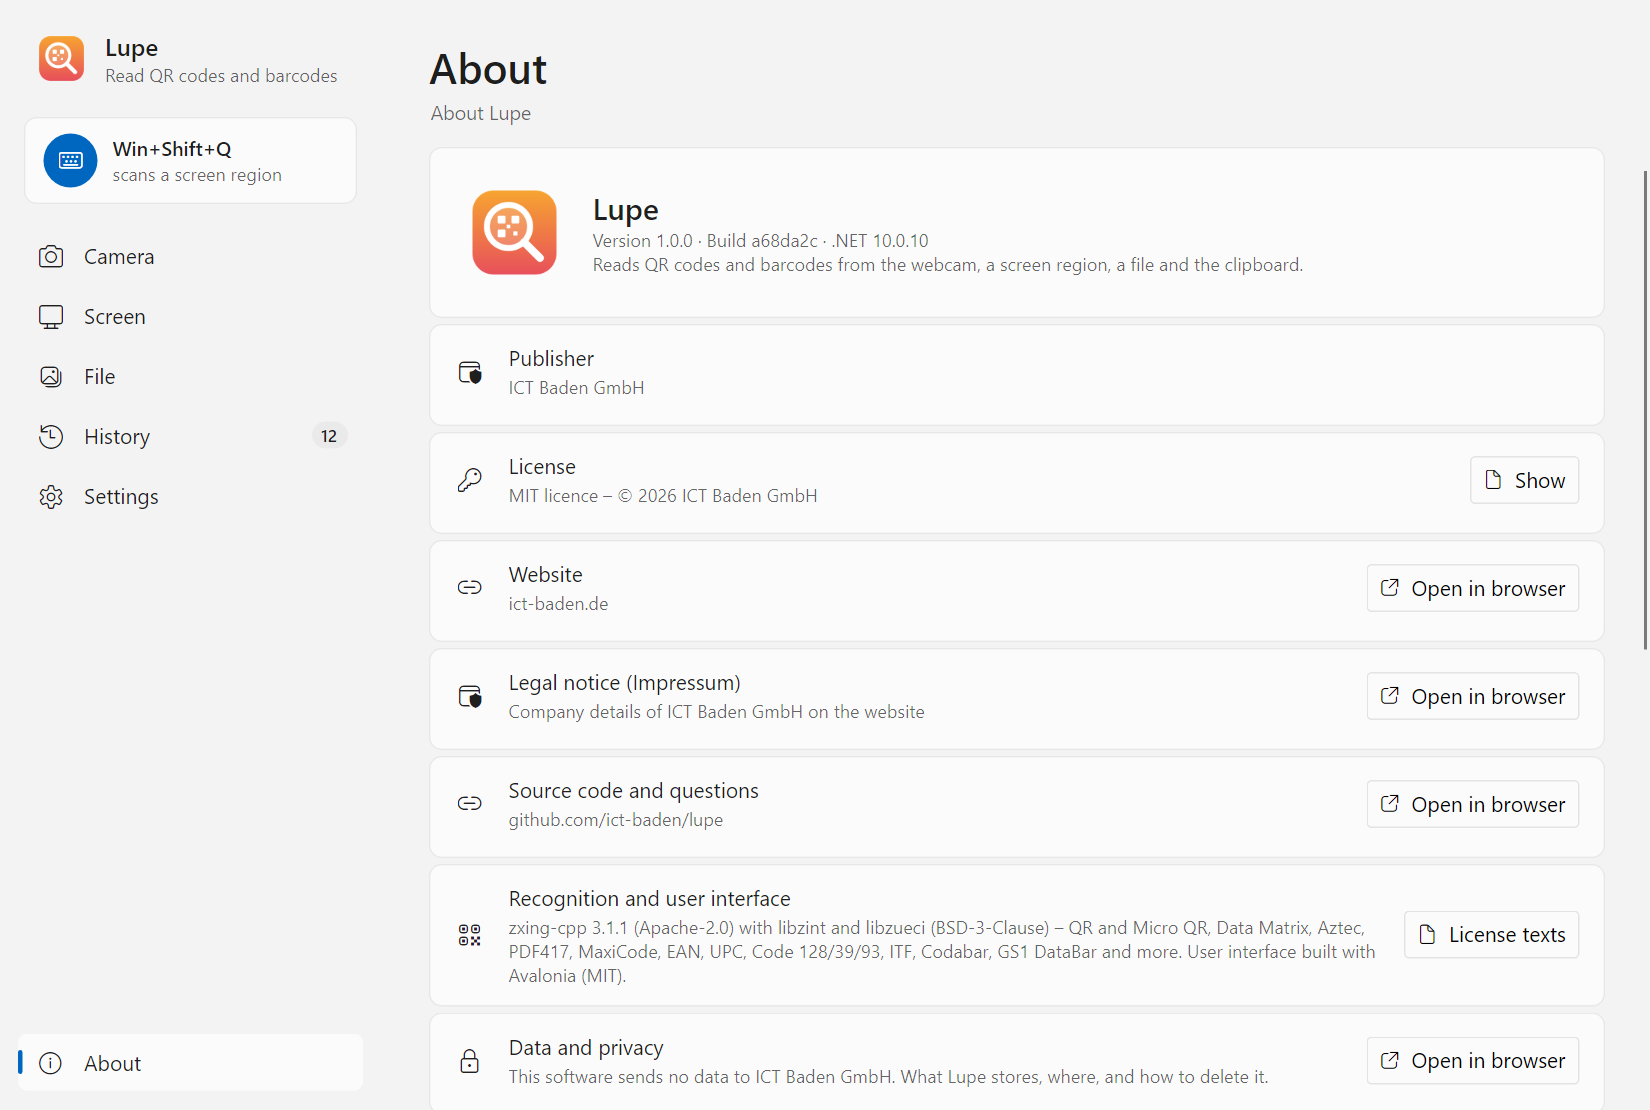 Lupe
Read QR codes and barcodes
Win+Shift+Q
scans a screen region
Camera
Screen
File
History
12
Settings
About
About
About Lupe
Lupe
Version 1.0.0 · Build a68da2c · .NET 10.0.10
Reads QR codes and barcodes from the webcam, a screen region, a file and the clipboard.
Publisher
ICT Baden GmbH
License
MIT licence – © 2026 ICT Baden GmbH
Show
Website
ict-baden.de
Open in browser
Legal notice (Impressum)
Company details of ICT Baden GmbH on the website
Open in browser
Source code and questions
github.com/ict-baden/lupe
Open in browser
Recognition and user interface
zxing-cpp 3.1.1 (Apache-2.0) with libzint and libzueci (BSD-3-Clause) – QR and Micro QR, Data Matrix, Aztec,
PDF417, MaxiCode, EAN, UPC, Code 128/39/93, ITF, Codabar, GS1 DataBar and more. User interface built with
Avalonia (MIT).
License texts
Data and privacy
This software sends no data to ICT Baden GmbH. What Lupe stores, where, and how to delete it.
Open in browser